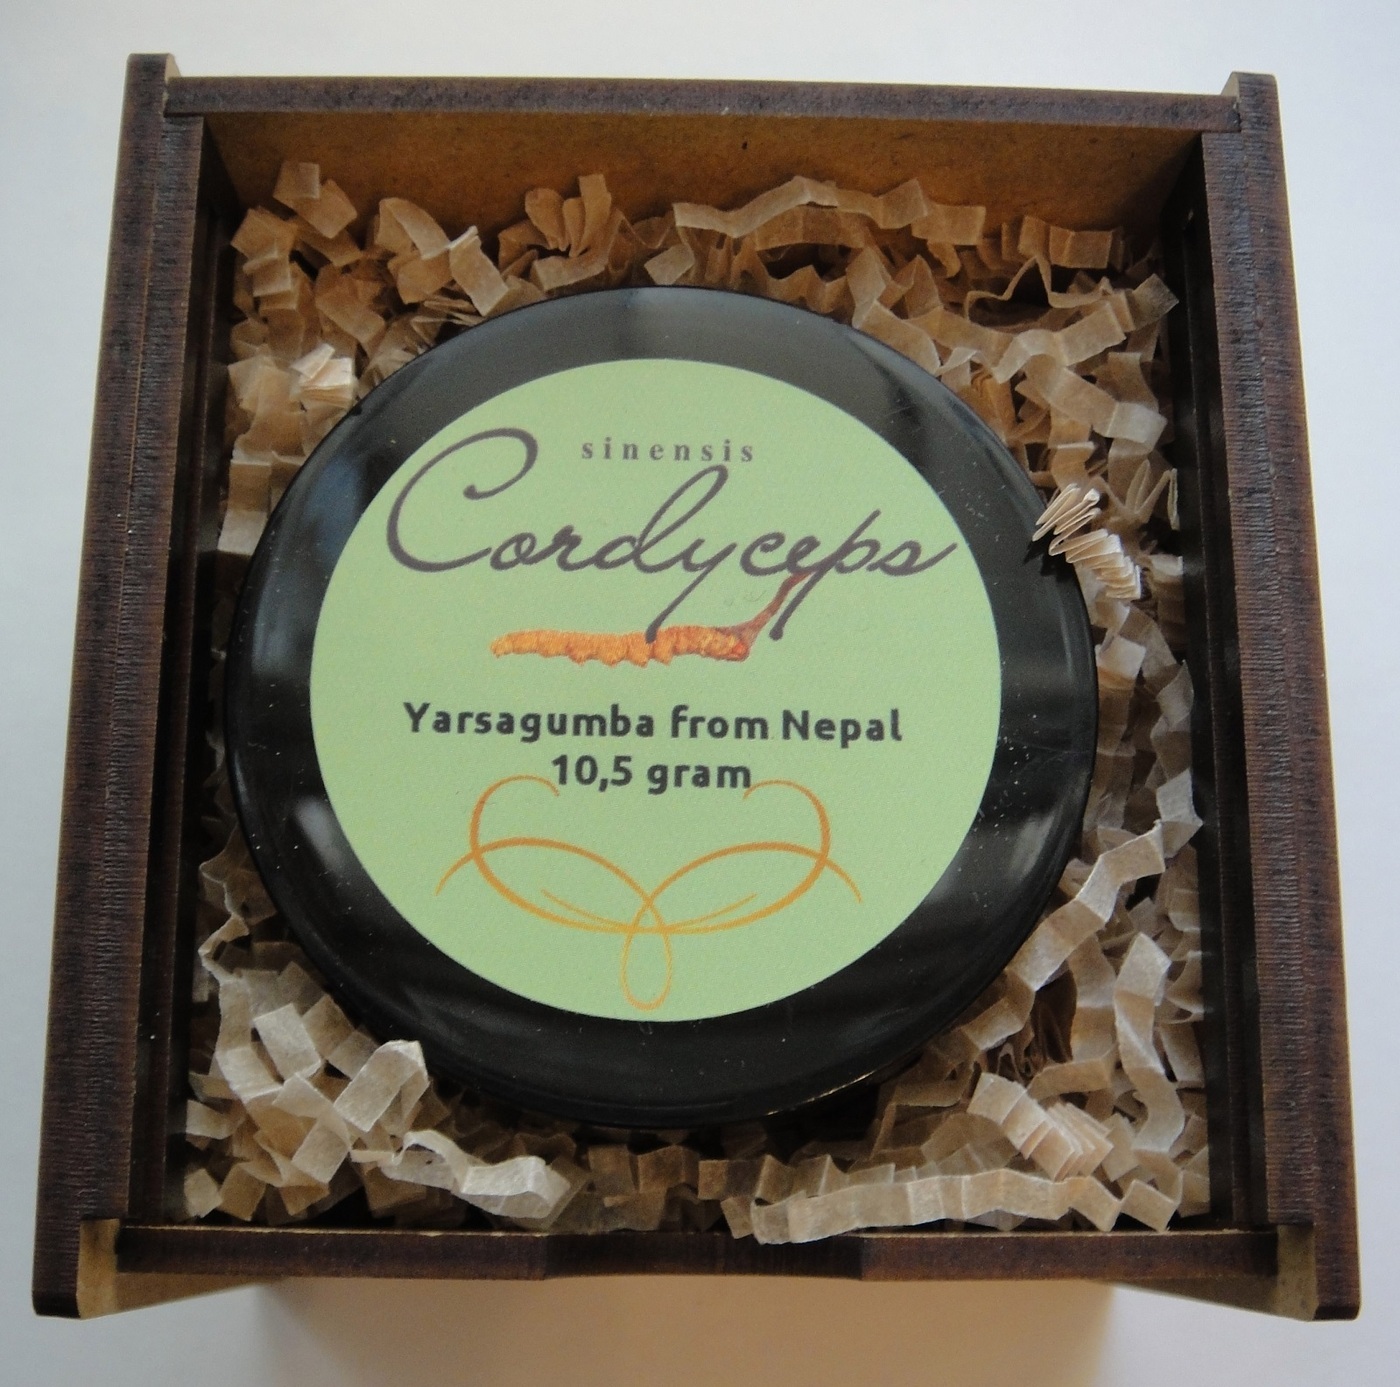 sinensis
Cordyceps
Yarsagumba from Nepal
10,5 gram